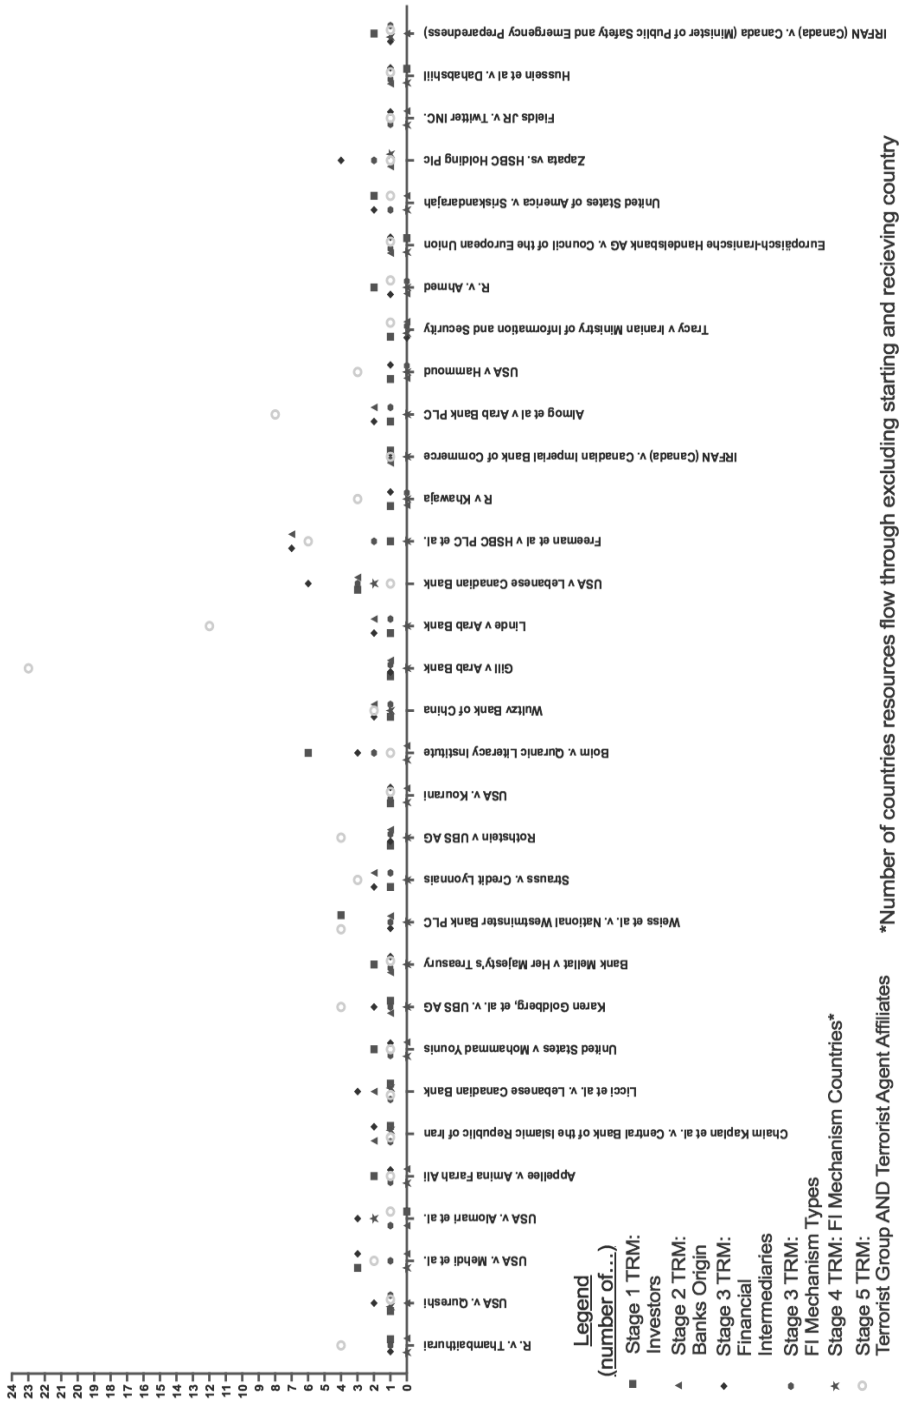 24
23
22
21
20
19
18
17
16
15
14
13
12
11
10
9
8
7
6
5
4
3
2
1
0
R. v. Thambaithurai
USA v. Qureshi
USA v. Mehdi et al.
USA v. Alomari et al.
Appellee v. Amina Farah Ali
Chaim Kaplan et al. v. Central Bank of the Islamic Republic of Iran
Licci et al. v. Lebanese Canadian Bank
United States v Mohammad Younis
Karen Goldberg, et al. v. UBS AG
Bank Mellat v Her Majesty's Treasury
Weiss et al. v. National Westminster Bank PLC
Strauss v. Credit Lyonnais
Rothstein v UBS AG
USA v. Kourani
Boim v. Quranic Literacy Institute
Wultzv Bank of China
Gill v Arab Bank
Linde v Arab Bank
USA v Lebanese Canadian Bank
Freeman et al v HSBC PLC et al.
R v Khawaja
IRFAN (Canada) v. Canadian Imperial Bank of Commerce
Almog et al v Arab Bank PLC
USA v Hammoud
Tracy v Iranian Ministry of Information and Security
R. v. Ahmed
Europäisch-Iranische Handelsbank AG v. Council of the European Union
United States of America v. Sriskandarajah
Zapata vs. HSBC Holding Plc
Fields JR v. Twitter INC.
Hussein et al v. Dahabshiil
IRFAN (Canada) v. Canada (Minister of Public Safety and Emergency Preparedness)
Legend
(number of...)
Stage 1 TRM:
Investors
Stage 2 TRM:
Banks Origin
Stage 3 TRM:
Financial
Intermediaries
Stage 3 TRM:
FI Mechanism Types
Stage 4 TRM: FI Mechanism Countries*
Stage 5 TRM:
Terrorist Group AND Terrorist Agent Affiliates
*Number of countries resources flow through excluding starting and recieving country